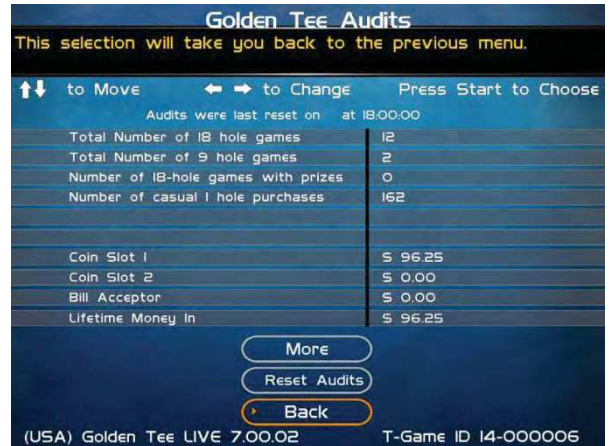 Golden Tee Audits
This selection will take you back to the previous menu.
to Move to Change Press Start to Choose
Audits were last reset on at 18:00:00
Total Number of 18 hole games 12
Total Number of 9 hole games 2
Number of 18-hole games with prizes 0
Number of casual 1 hole purchases 162
Coin Slot 1 $ 96.25
Coin Slot 2 $ 0.00
Bill Acceptor $ 0.00
Lifetime Money In $ 96.25
More
Reset Audits
Back
(USA) Golden Tee LIVE 7.00.02 T-Game ID 14-000006